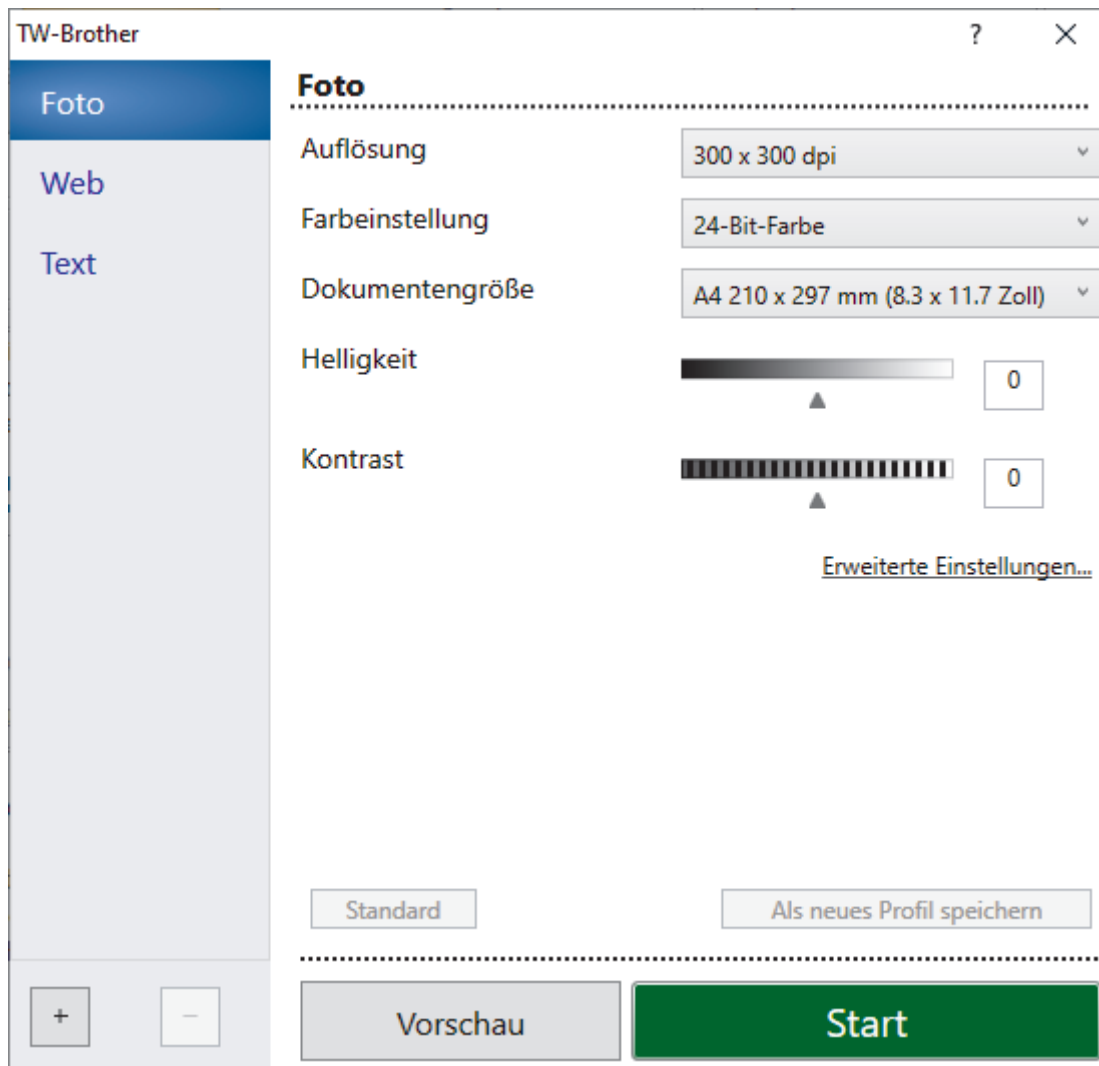 TW-Brother
?
Foto
Web
Text
Foto
Auflösung
300 x 300 dpi
Farbeinstellung
24-Bit-Farbe
Dokumentengröße
A4 210 x 297 mm (8.3 x 11.7 Zoll)
Helligkeit
0
Kontrast
0
Erweiterte Einstellungen...
Standard
Als neues Profil speichern
+
−
Vorschau
Start